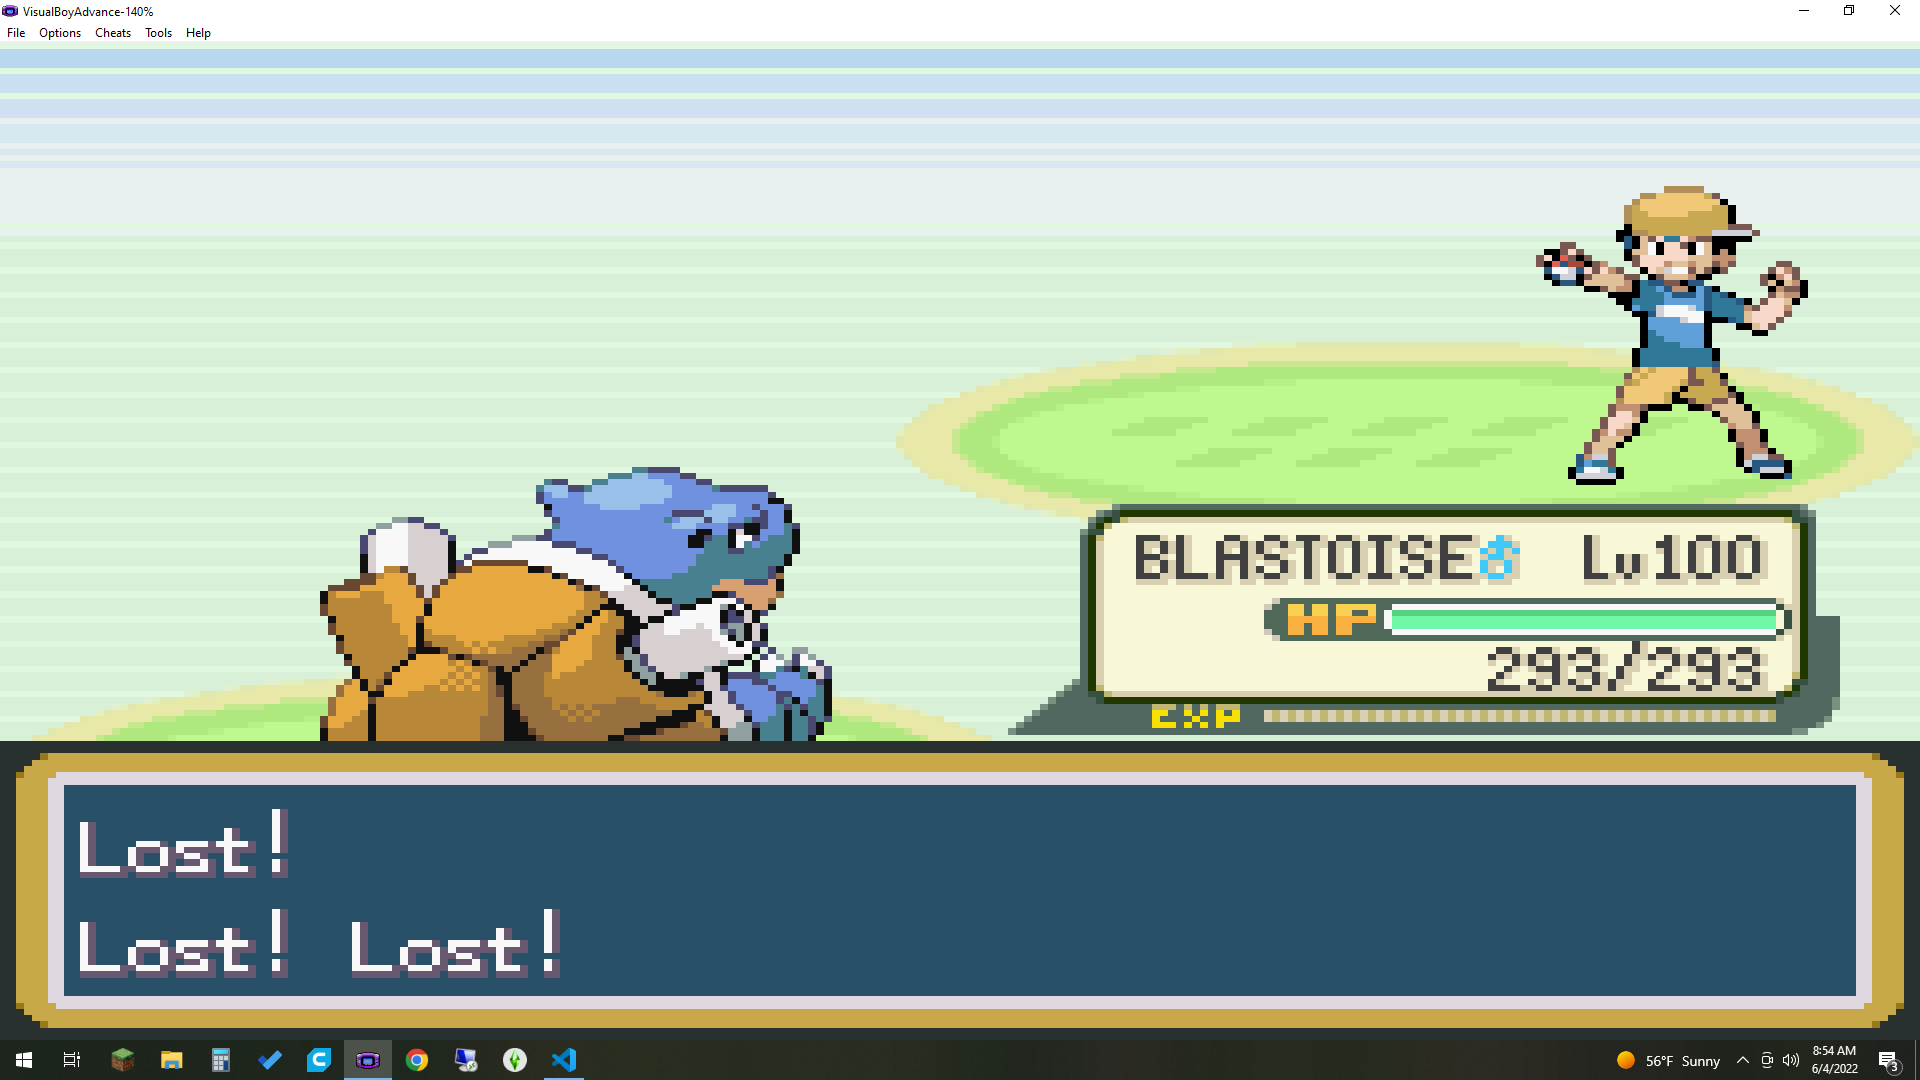 VisualBoyAdvance-140%
File Options Cheats Tools Help
BLASTOISE♂ Lv100
HP
293/293
EXP
Lost!
Lost! Lost!
56°F Sunny
8:54 AM
6/4/2022
3